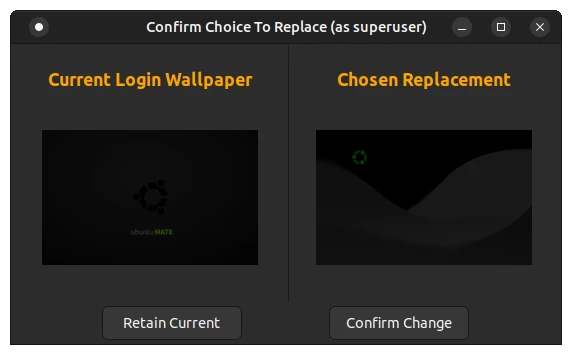 Confirm Choice To Replace (as superuser)
Current Login Wallpaper
Chosen Replacement
ubuntu MATE
Retain Current
Confirm Change